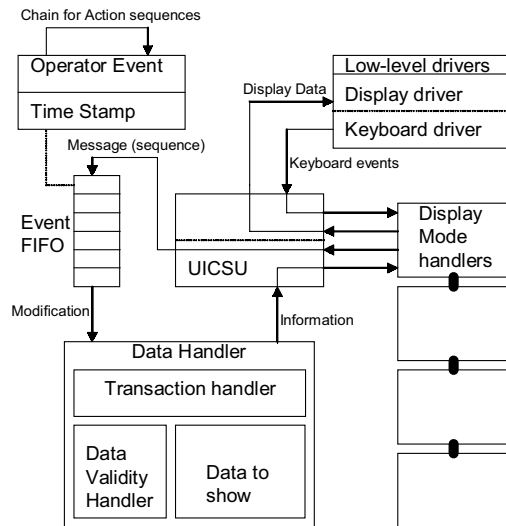 Chain for Action sequences
Operator Event
Time Stamp
Low-level drivers
Display driver
Keyboard driver
Display Data
Message (sequence)
Keyboard events
Event
FIFO
UICSU
Display
Mode
handlers
Modification
Information
Data Handler
Transaction handler
Data
Validity
Handler
Data to
show